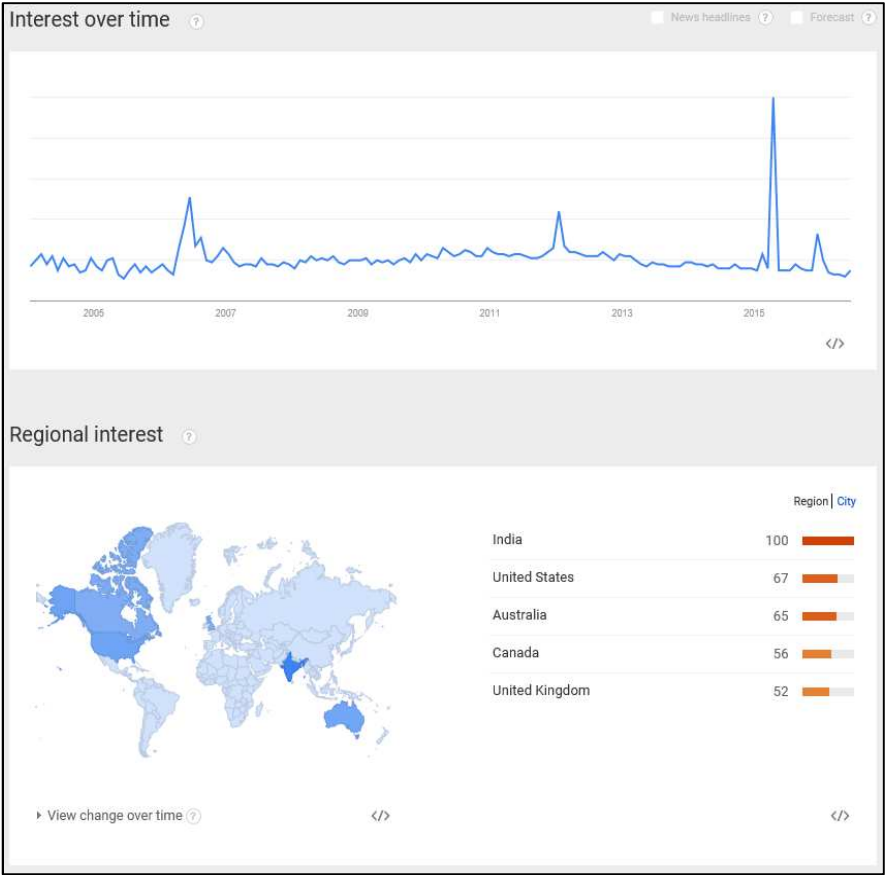 Interest over time ?
News headlines ? Forecast ?
2005 2007 2009 2011 2013 2015
</>
Regional interest ?
Region | City
India 100
United States 67
Australia 65
Canada 56
United Kingdom 52
View change over time ? </> </>